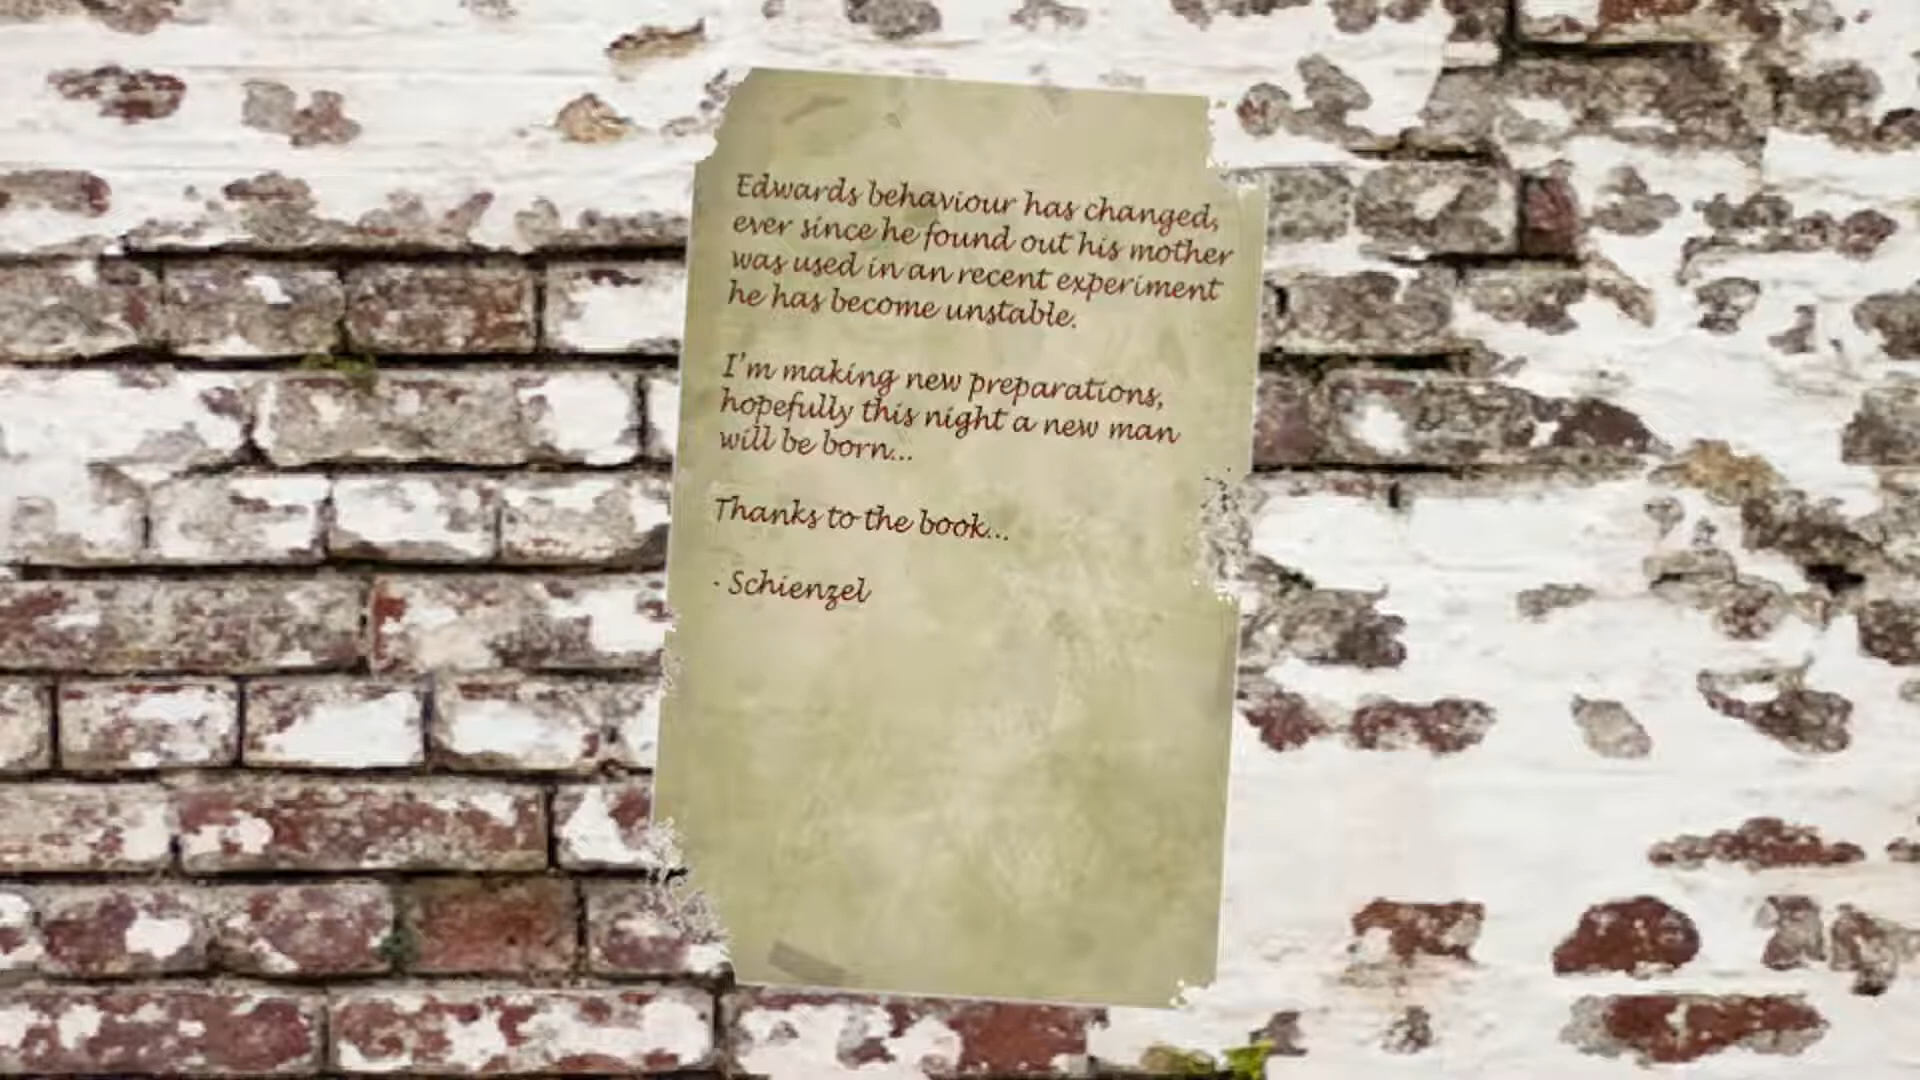 Edwards behaviour has changed,
ever since he found out his mother
was used in an recent experiment
he has become unstable.
I'm making new preparations,
hopefully this night a new man
will be born...
Thanks to the book...
- Schienzel